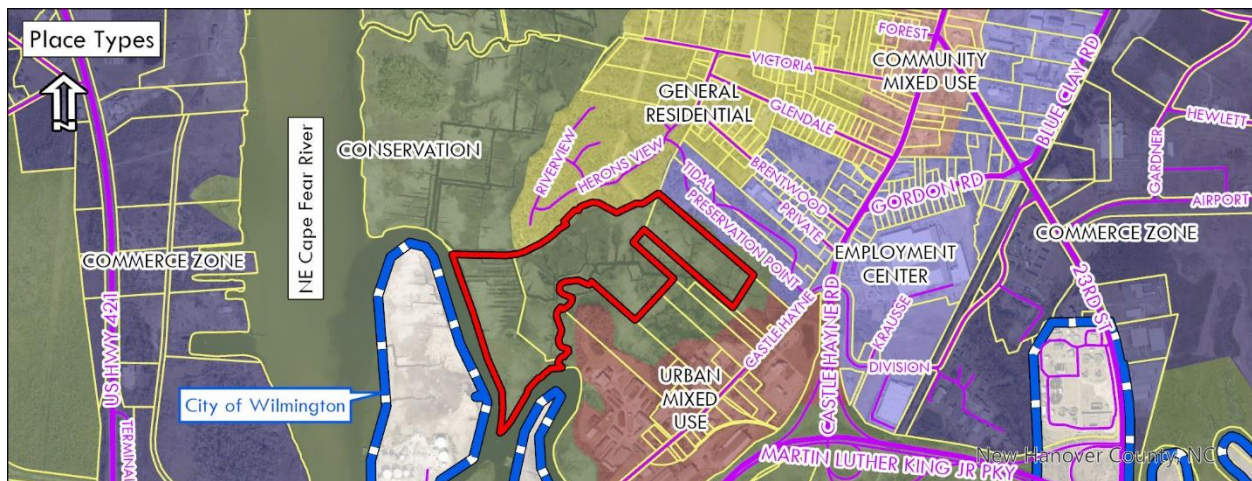 Place Types
N
US HWY 421
TERMINAL
COMMERCE ZONE
NE Cape Fear River
CONSERVATION
City of Wilmington
RIVERVIEW
HERONS VIEW
GENERAL
RESIDENTIAL
VICTORIA
GLENDALE
BRENTWOOD
PRIVATE
TIDAL
PRESERVATION POINT
FOREST
COMMUNITY
MIXED USE
BLUE CLAY RD
GORDON RD
EMPLOYMENT
CENTER
KRAUSSE
DIVISION
CASTLE HAYNE
CASTLE HAYNE RD
URBAN
MIXED
USE
MARTIN LUTHER KING JR PKY
23RD ST
COMMERCE ZONE
GARDNER
HEWLETT
AIRPORT
New Hanover County, NC